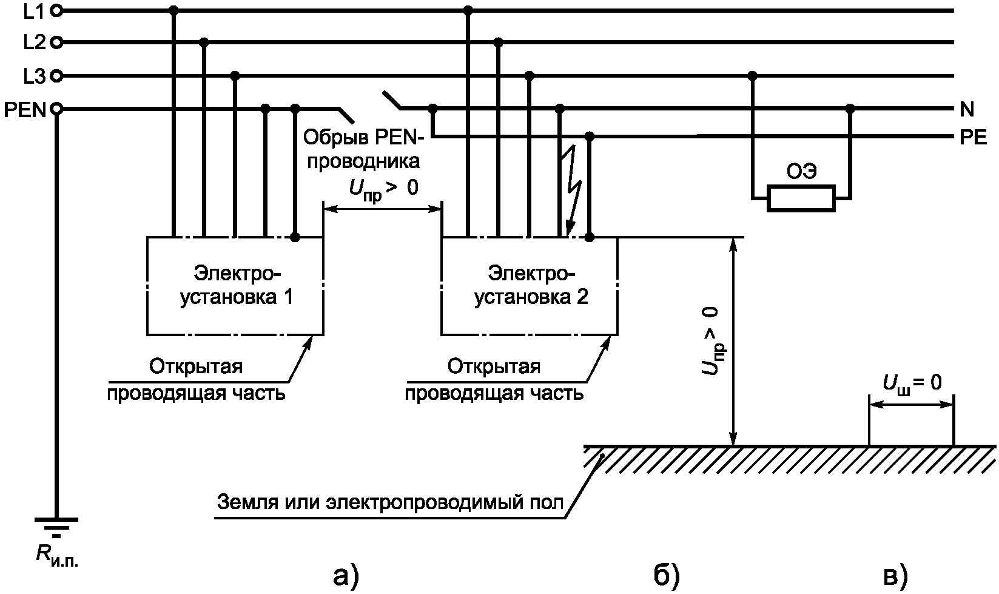 L1
L2
L3
PEN
N
PE
Обрыв PEN-
проводника
Uпр > 0
ОЭ
Электро-
установка 1
Электро-
установка 2
Uпр > 0
Открытая
проводящая часть
Открытая
проводящая часть
Uш = 0
Земля или электропроводимый пол
Rи.п.
а)
б)
в)